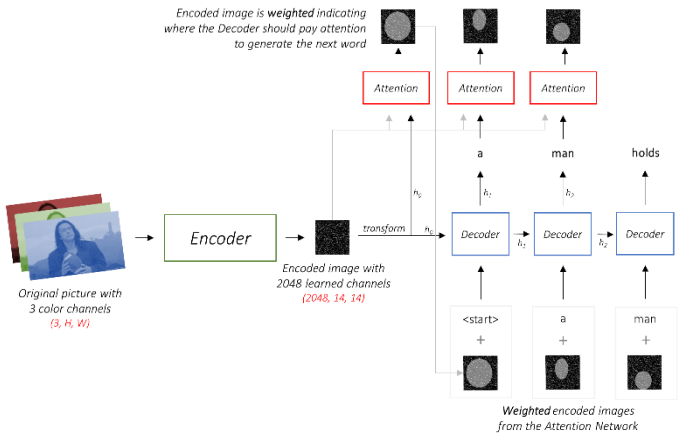 Encoded image is weighted indicating
where the Decoder should pay attention
to generate the next word
Attention
Attention
Attention
a
man
holds
h₀
h₁
h₂
Encoder
transform
h₀
Decoder
h₁
Decoder
h₂
Decoder
Original picture with
3 color channels
(3, H, W)
Encoded image with
2048 learned channels
(2048, 14, 14)
<start>
a
man
+
+
+
Weighted encoded images
from the Attention Network